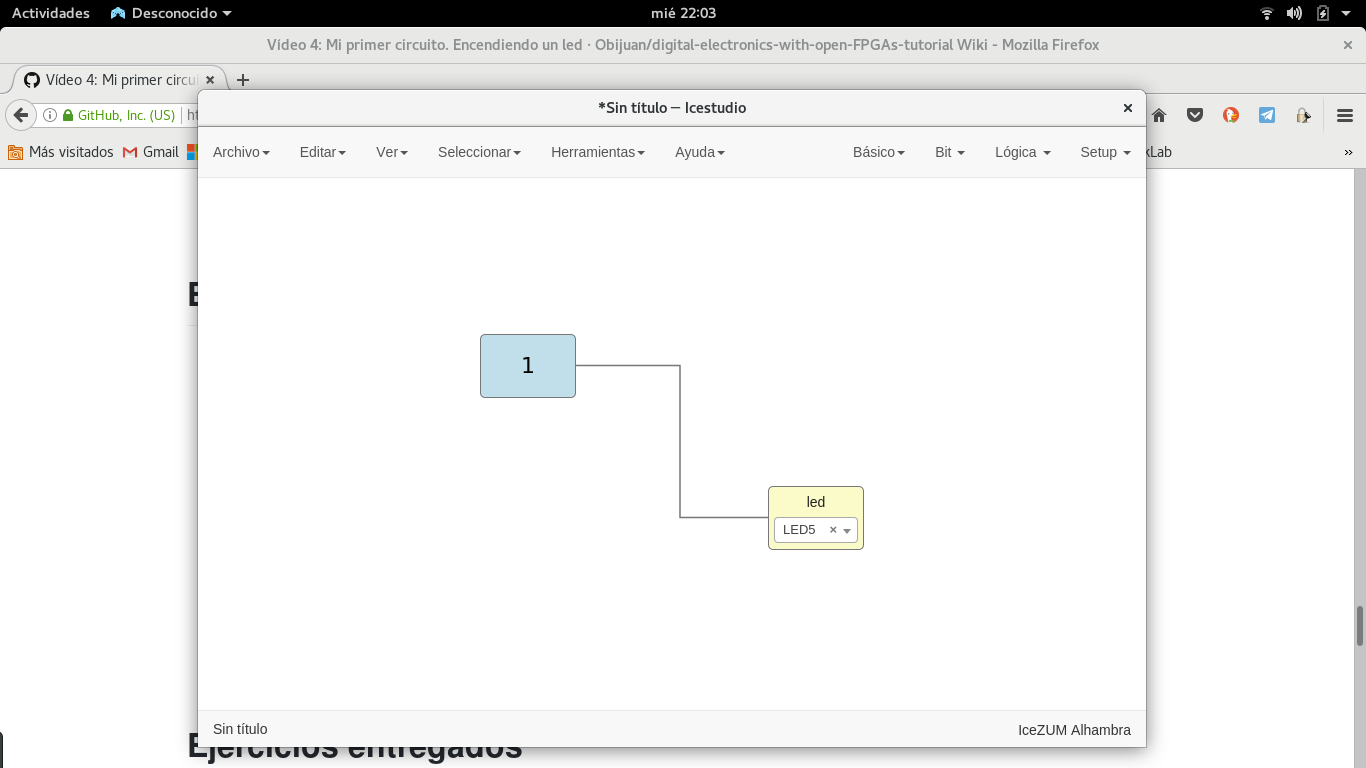 Actividades Desconocido mié 22:03
Vídeo 4: Mi primer circuito. Encendiendo un led · Obijuan/digital-electronics-with-open-FPGAs-tutorial Wiki - Mozilla Firefox
Vídeo 4: Mi primer circu
GitHub, Inc. (US)
*Sin título — Icestudio
Más visitados Gmail
Archivo Editar Ver Seleccionar Herramientas Ayuda Básico Bit Lógica Setup
1
led
LED5
Sin título IceZUM Alhambra
Ejercicios entregados